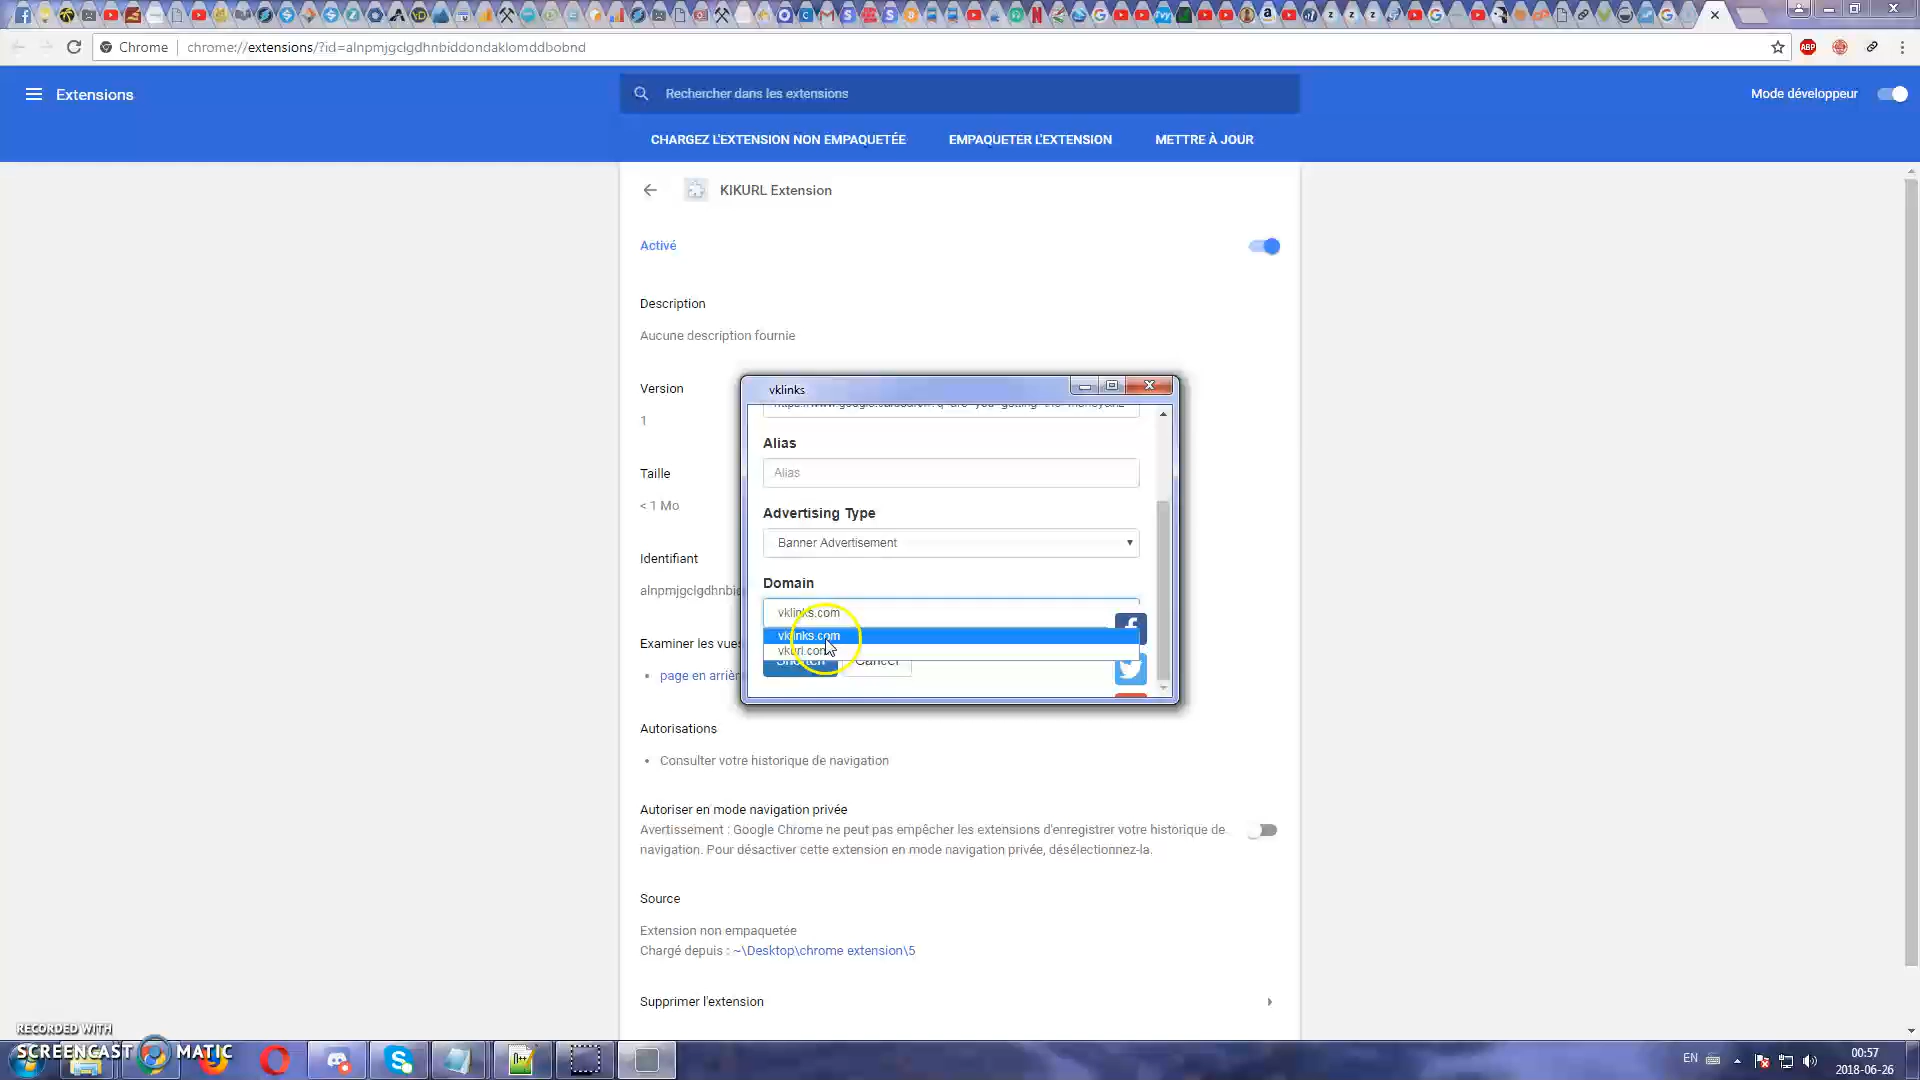 Chrome
chrome://extensions/?id=alnpmjgclgdhnbiddondaklomddbobnd
ABP
Extensions
Rechercher dans les extensions
Mode développeur
CHARGEZ L'EXTENSION NON EMPAQUETÉE
EMPAQUETER L'EXTENSION
METTRE À JOUR
KIKURL Extension
Activé
Description
Aucune description fournie
Version
1
Taille
< 1 Mo
Identifiant
alnpmjgclgdhnbid
Examiner les vues
page en arrièr
vklinks
Alias
Alias
Advertising Type
Banner Advertisement
Domain
vklinks.com
vklinks.com
vkurl.com
Shorten
Cancel
Autorisations
Consulter votre historique de navigation
Autoriser en mode navigation privée
Avertissement : Google Chrome ne peut pas empêcher les extensions d'enregistrer votre historique de
navigation. Pour désactiver cette extension en mode navigation privée, désélectionnez-la.
Source
Extension non empaquetée
Chargé depuis : ~\Desktop\chrome extension\5
Supprimer l'extension
RECORDED WITH
SCREENCAST MATIC
EN
00:57
2018-06-26